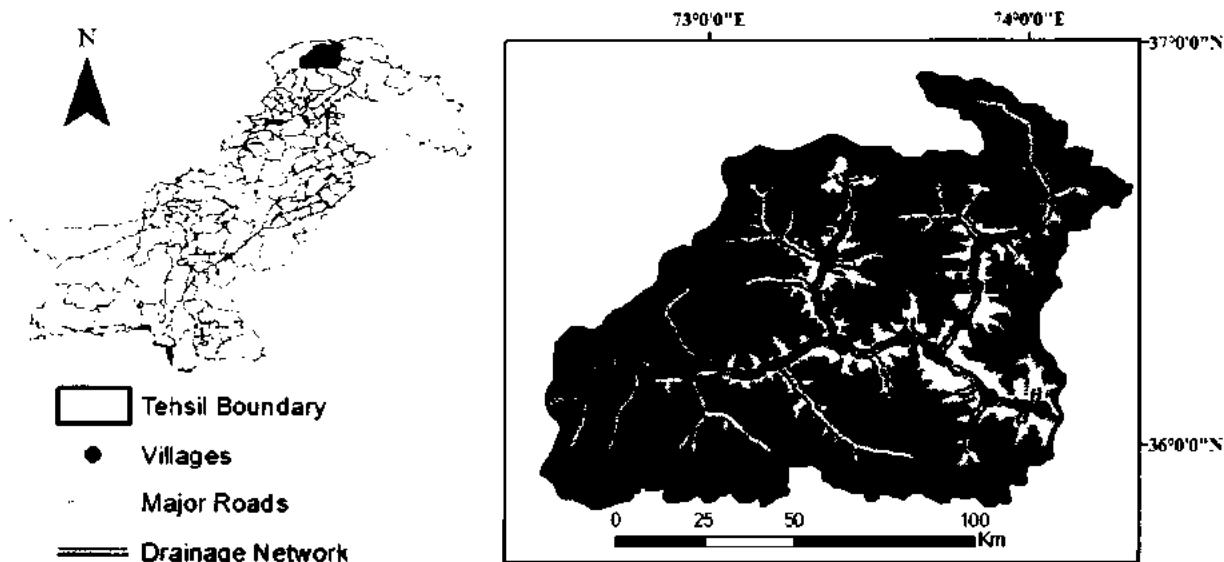 N
Tehsil Boundary
Villages
Major Roads
Drainage Network
73°0'0"E
74°0'0"E
37°0'0"N
36°0'0"N
0 25 50 100
Km